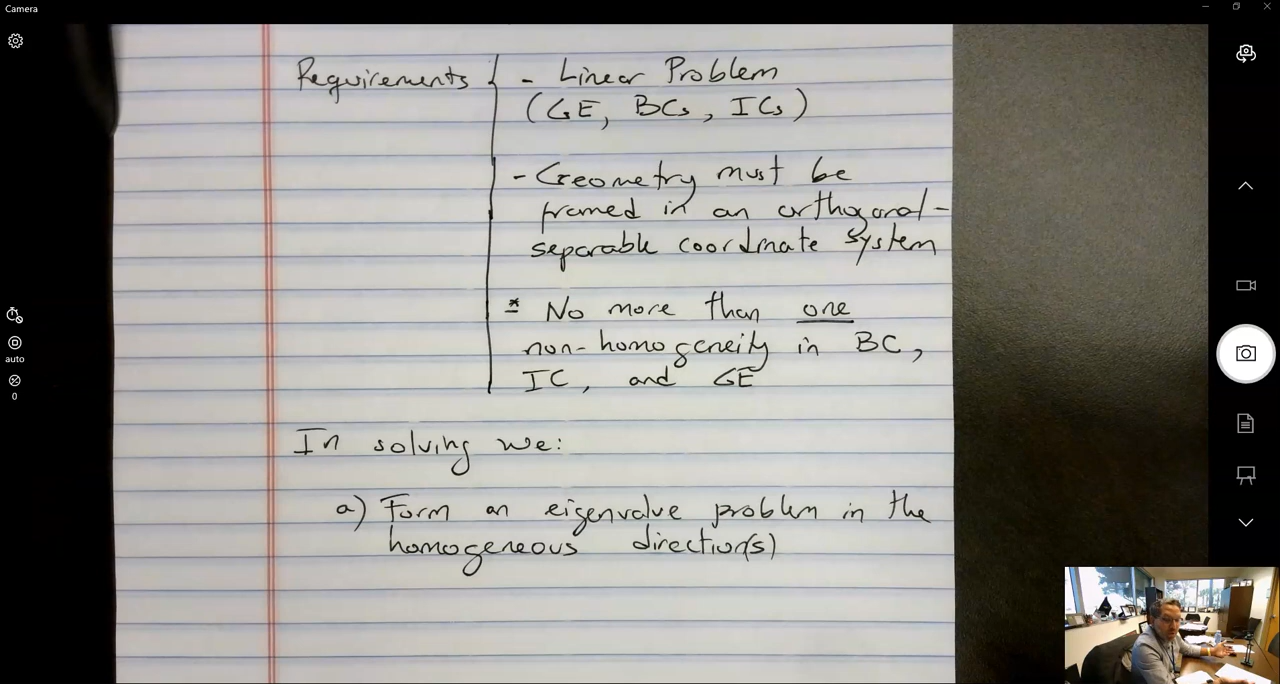 Camera
Requirements - Linear Problem
(GE, BCs, ICs)
- Geometry must be
framed in an orthogonal-
separable coordinate system
* No more than one
non-homogeneity in BC,
IC, and GE
In solving we:
a) Form an eigenvalue problem in the
homogeneous direction(s)
auto
0